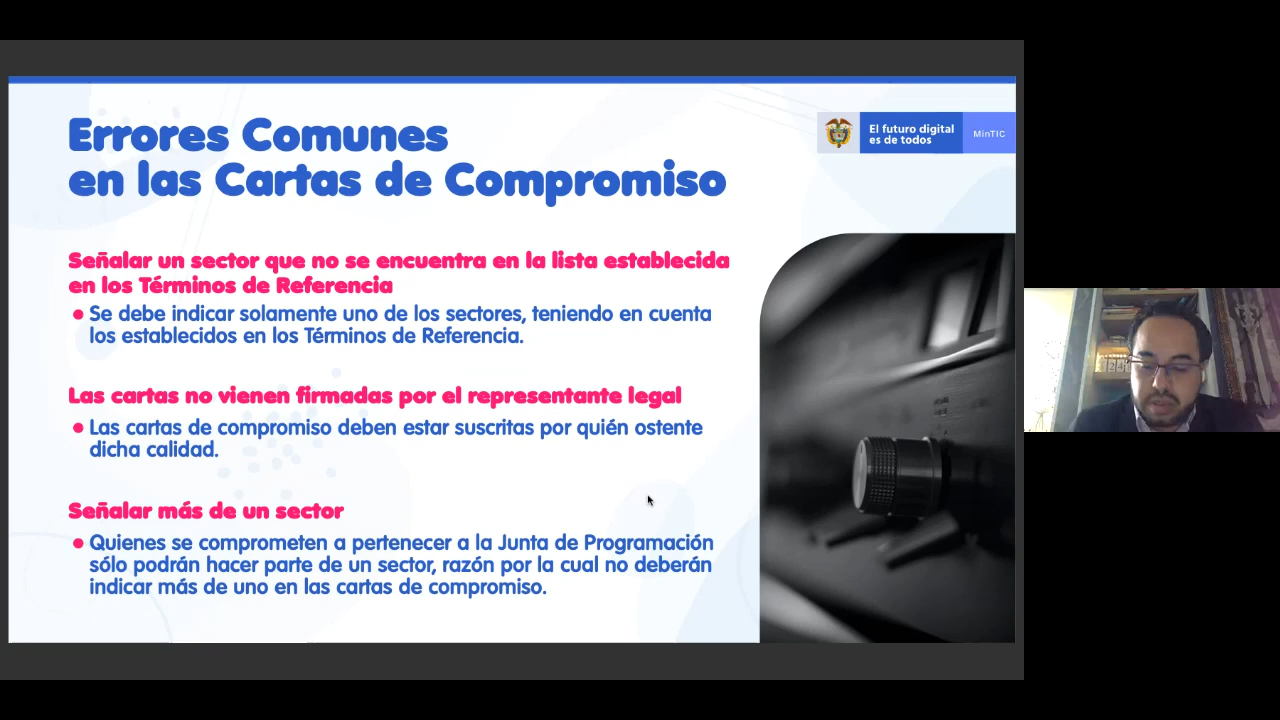 Errores Comunes
en las Cartas de Compromiso
El futuro digital
es de todos
MinTIC
Señalar un sector que no se encuentra en la lista establecida
en los Términos de Referencia
• Se debe indicar solamente uno de los sectores, teniendo en cuenta
los establecidos en los Términos de Referencia.
Las cartas no vienen firmadas por el representante legal
• Las cartas de compromiso deben estar suscritas por quién ostente
dicha calidad.
Señalar más de un sector
• Quienes se comprometen a pertenecer a la Junta de Programación
sólo podrán hacer parte de un sector, razón por la cual no deberán
indicar más de uno en las cartas de compromiso.